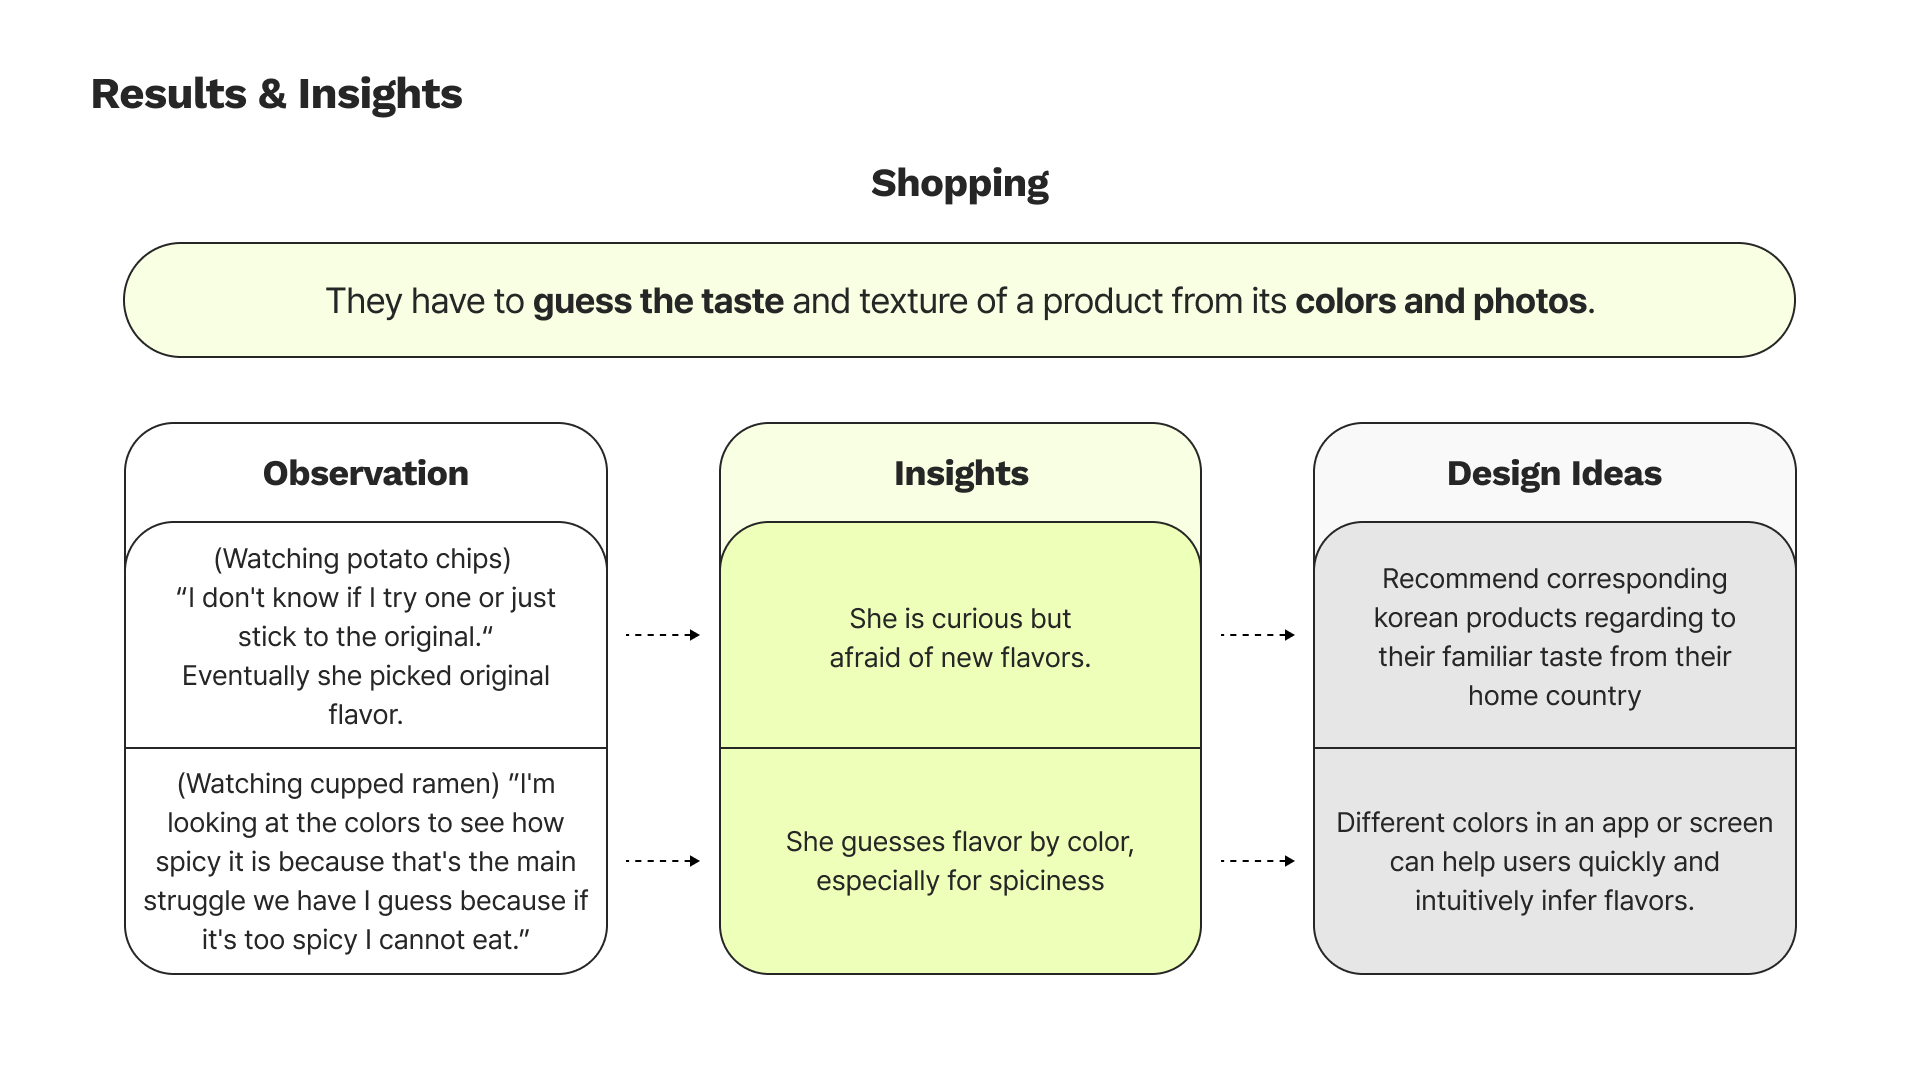 Results & Insights
Shopping
They have to guess the taste and texture of a product from its colors and photos.
Observation
(Watching potato chips)
“I don't know if I try one or just
stick to the original.“
Eventually she picked original
flavor.
(Watching cupped ramen) ”I'm
looking at the colors to see how
spicy it is because that's the main
struggle we have I guess because if
it's too spicy I cannot eat.”
Insights
She is curious but
afraid of new flavors.
She guesses flavor by color,
especially for spiciness
Design Ideas
Recommend corresponding
korean products regarding to
their familiar taste from their
home country
Different colors in an app or screen
can help users quickly and
intuitively infer flavors.